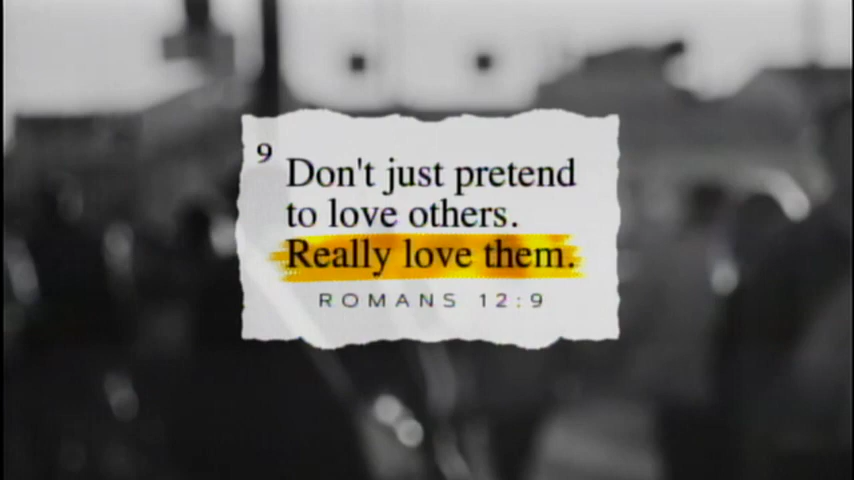 9
Don't just pretend
to love others.
Really love them.
ROMANS 12:9